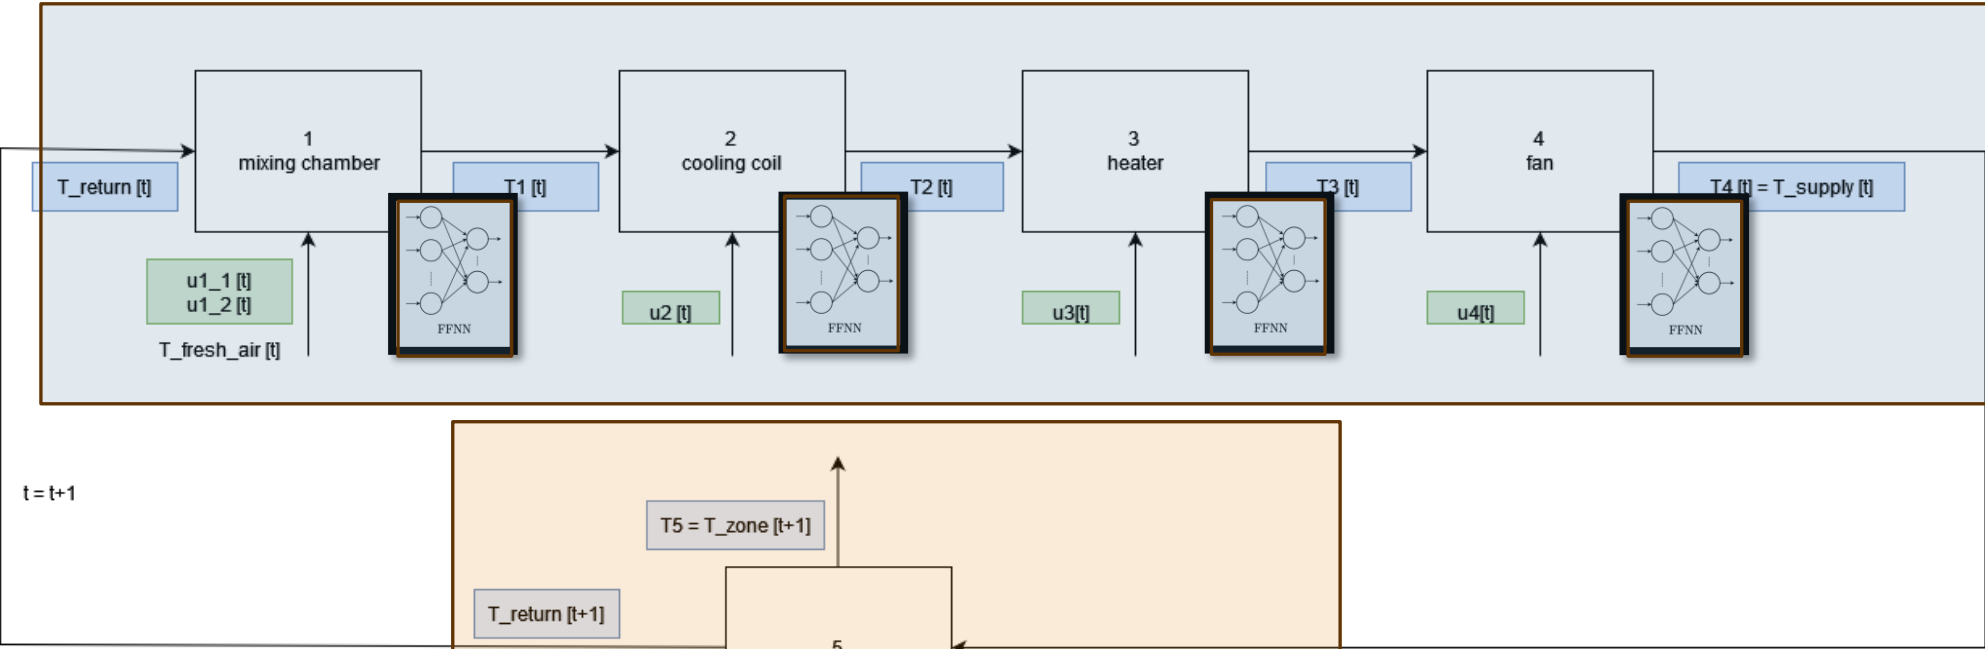 1
mixing chamber
2
cooling coil
3
heater
4
fan
T_return [t]
T1 [t]
T2 [t]
T3 [t]
T4 [t] = T_supply [t]
u1_1 [t]
u1_2 [t]
u2 [t]
u3[t]
u4[t]
FFNN
FFNN
FFNN
FFNN
T_fresh_air [t]
t = t+1
T5 = T_zone [t+1]
T_return [t+1]
5